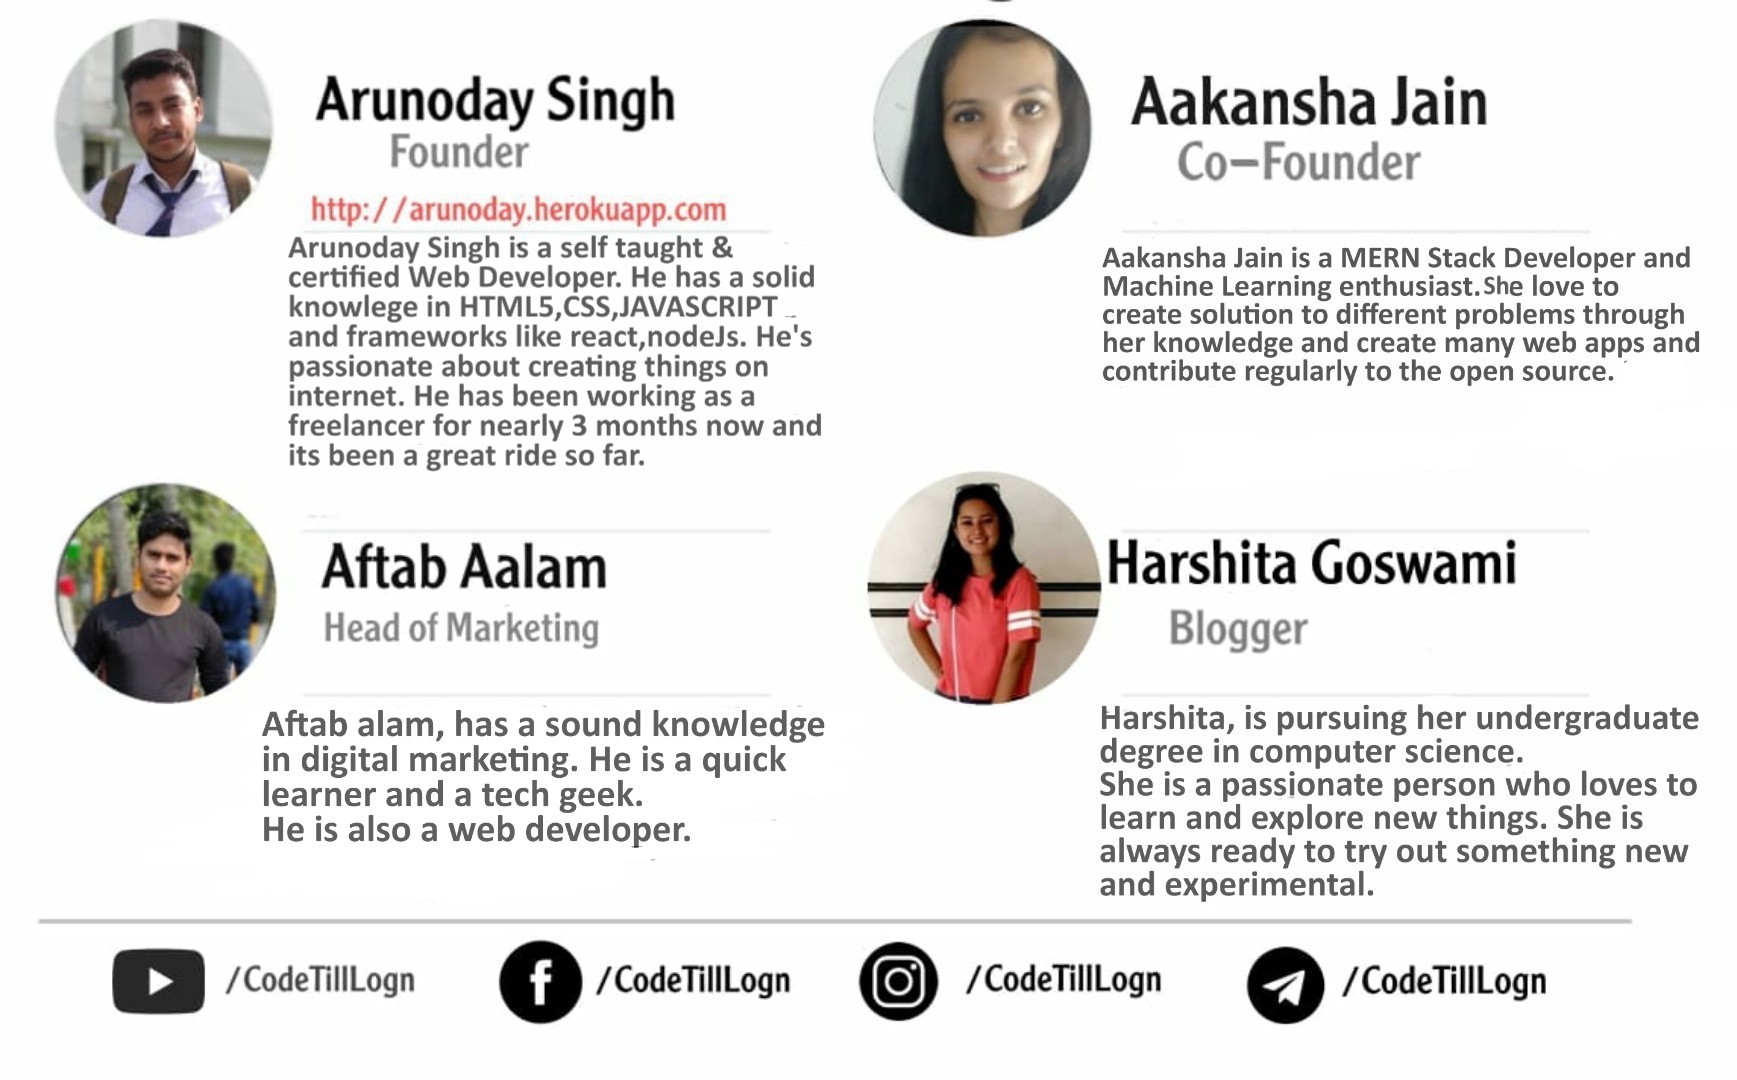 Arunoday Singh
Founder
http://arunoday.herokuapp.com
Arunoday Singh is a self taught &
certified Web Developer. He has a solid
knowlege in HTML5,CSS,JAVASCRIPT
and frameworks like react,nodeJs. He's
passionate about creating things on
internet. He has been working as a
freelancer for nearly 3 months now and
its been a great ride so far.
Aakansha Jain
Co-Founder
Aakansha Jain is a MERN Stack Developer and
Machine Learning enthusiast.She love to
create solution to different problems through
her knowledge and create many web apps and
contribute regularly to the open source.
Aftab Aalam
Head of Marketing
Aftab alam, has a sound knowledge
in digital marketing. He is a quick
learner and a tech geek.
He is also a web developer.
Harshita Goswami
Blogger
Harshita, is pursuing her undergraduate
degree in computer science.
She is a passionate person who loves to
learn and explore new things. She is
always ready to try out something new
and experimental.
/CodeTillLogn
/CodeTillLogn
/CodeTillLogn
/CodeTillLogn